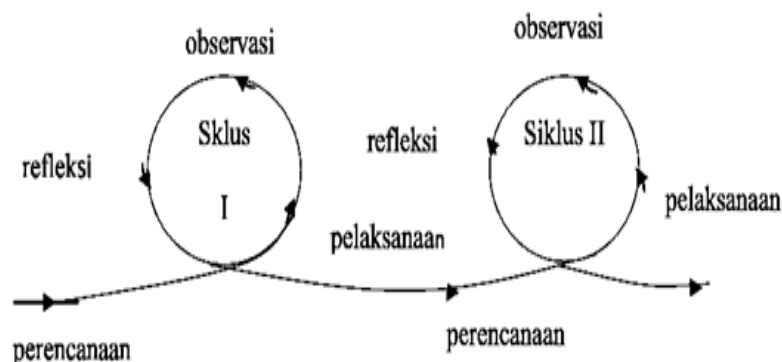 observasi
observasi
Sklus
I
refleksi
refleksi
Siklus II
pelaksanaan
pelaksanaan
perencanaan
perencanaan